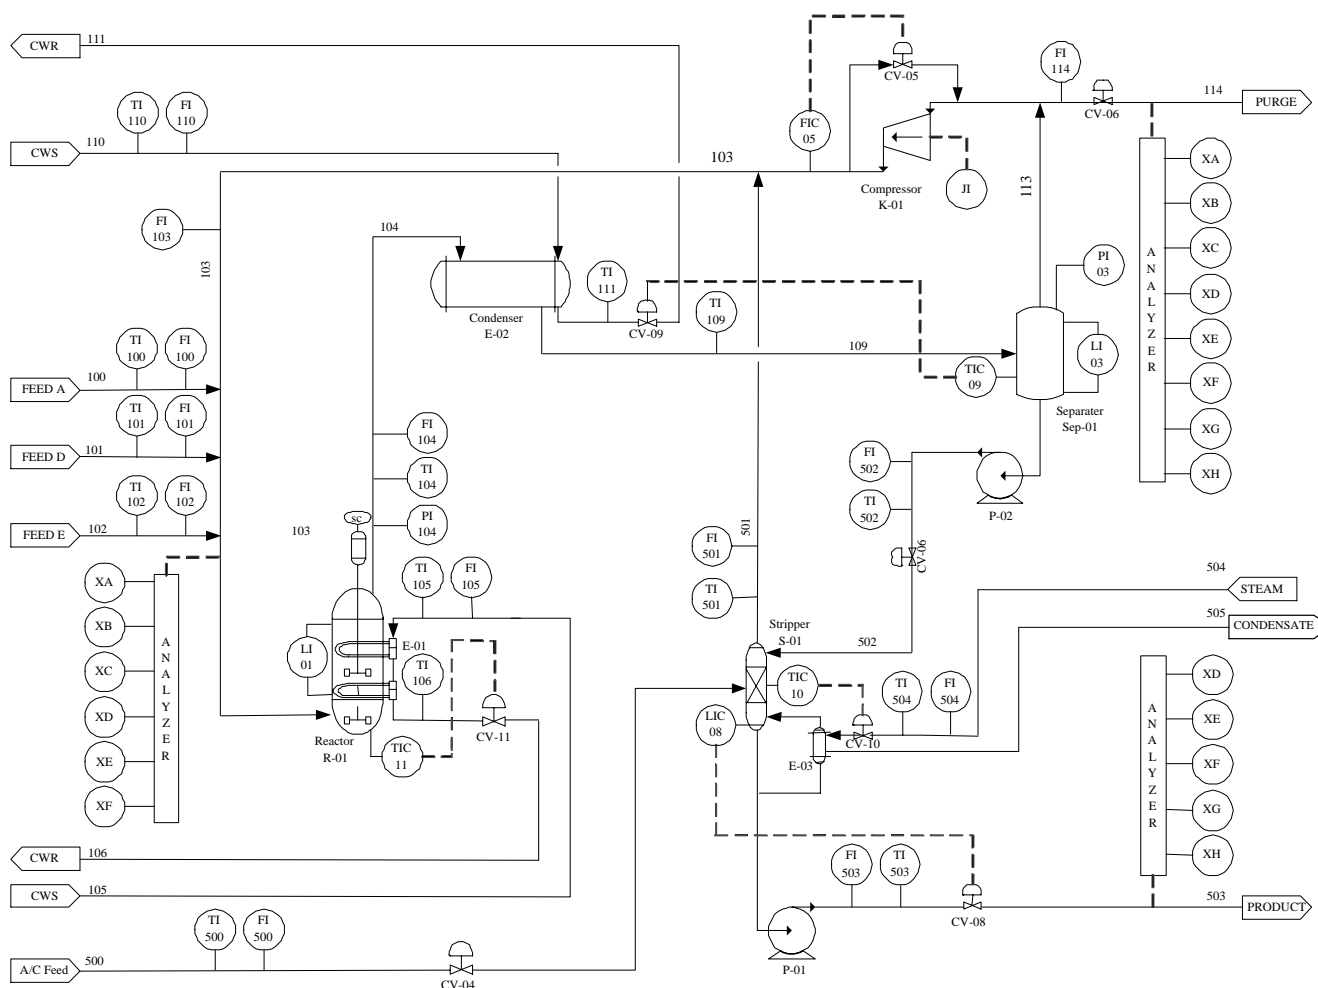 CWR
111
FI
114
CV-05
114
PURGE
CV-06
TI
110
FI
110
FIC
05
110
CWS
103
Compressor
K-01
JI
113
XA
XB
XC
XD
XE
XF
XG
XH
ANALYZER
FI
103
103
104
Condenser
E-02
TI
111
CV-09
TI
109
109
PI
03
LI
03
TIC
09
Separater
Sep-01
TI
100
FI
100
FEED A
100
TI
101
FI
101
FEED D
101
TI
102
FI
102
FEED E
102
103
FI
104
TI
104
PI
104
sc
FI
502
TI
502
P-02
CV-06
501
FI
501
TI
501
504
STEAM
505
CONDENSATE
XA
XB
XC
XD
XE
XF
ANALYZER
TI
105
FI
105
LI
01
E-01
TI
106
CV-11
Reactor
R-01
TIC
11
Stripper
S-01
502
TIC
10
LIC
08
TI
504
FI
504
CV-10
E-03
XD
XE
XF
XG
XH
ANALYZER
CWR
106
CWS
105
FI
503
TI
503
CV-08
503
PRODUCT
P-01
TI
500
FI
500
A/C Feed
500
CV-04